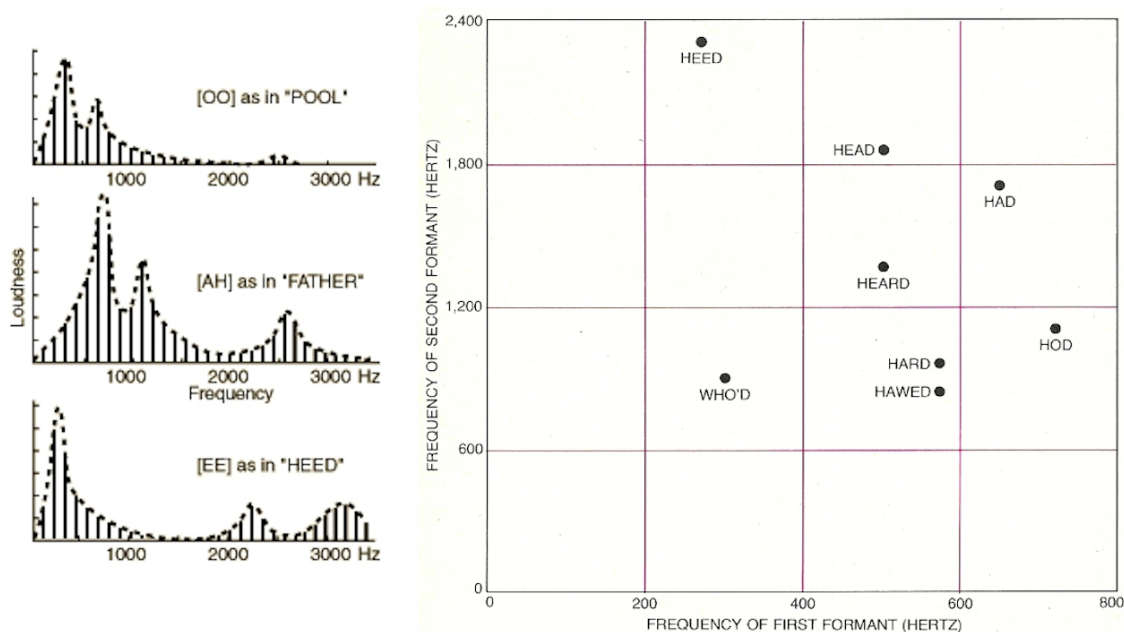 [OO] as in "POOL"
1000 2000 3000 Hz
Loudness
[AH] as in "FATHER"
1000 2000 3000 Hz
Frequency
[EE] as in "HEED"
1000 2000 3000 Hz
FREQUENCY OF SECOND FORMANT (HERTZ)
2,400
1,800
1,200
600
0
HEED
HEAD
HAD
HEARD
HOD
HARD
WHO'D
HAWED
0 200 400 600 800
FREQUENCY OF FIRST FORMANT (HERTZ)